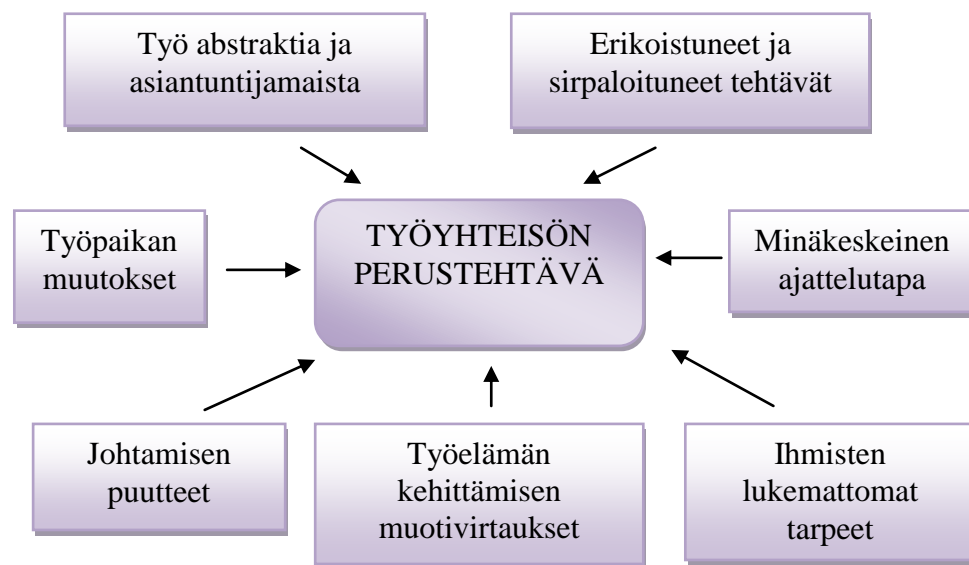 Työ abstraktia ja
asiantuntijamaista
Erikoistuneet ja
sirpaloituneet tehtävät
Työpaikan
muutokset
TYÖYHTEISÖN
PERUSTEHTÄVÄ
Minäkeskeinen
ajattelutapa
Johtamisen
puutteet
Työelämän
kehittämisen
muotivirtaukset
Ihmisten
lukemattomat
tarpeet